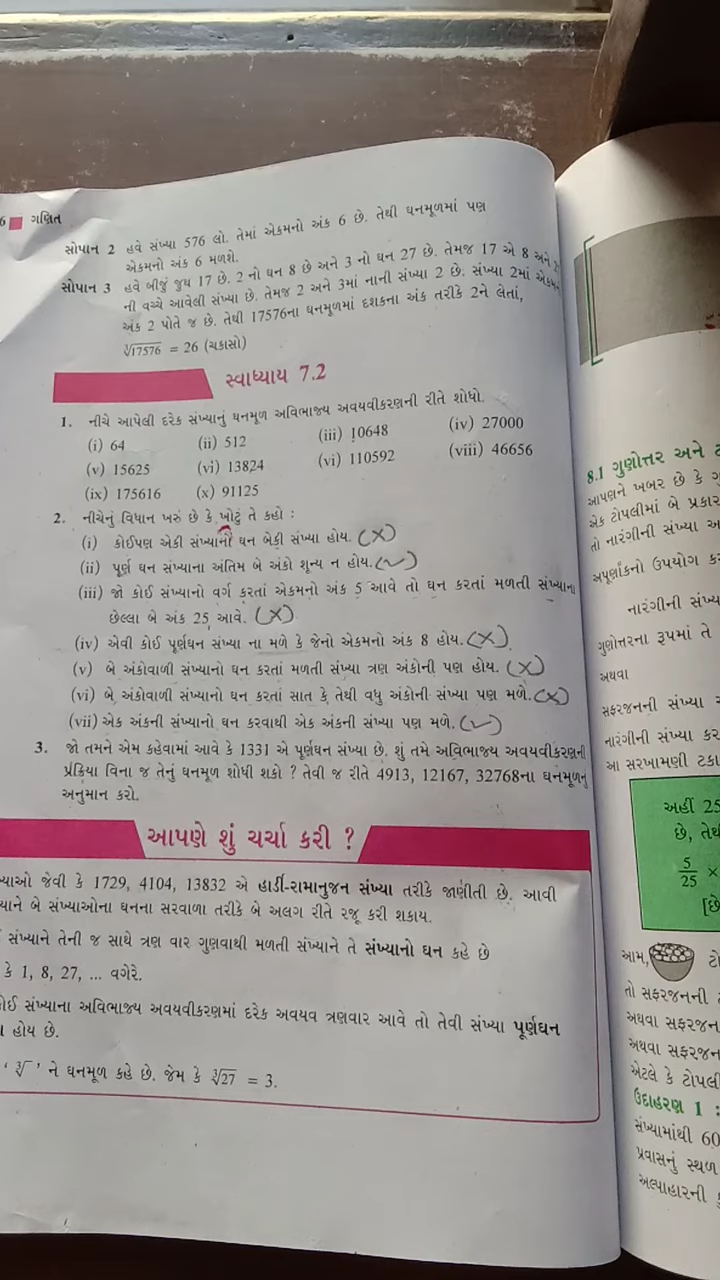 6 ગણિત
સોપાન 2 હવે સંખ્યા 576 લો. તેમાં એકમનો અંક 6 છે. તેથી ઘનમૂળમાં પણ
એકમનો અંક 6 મળશે.
સોપાન 3 હવે બીજું જૂથ 17 છે. 2 નો ઘન 8 છે અને 3 નો ઘન 27 છે. તેમજ 17 એ 8 અને
ની વચ્ચે આવેલી સંખ્યા છે. તેમજ 2 અને 3માં નાની સંખ્યા 2 છે. સંખ્યા 2માં
અંક 2 પોતે જ છે. તેથી 17576ના ઘનમૂળમાં દશકના અંક તરીકે 2ને લેતાં,
∛17576 = 26 (ચકાસો)
સ્વાધ્યાય 7.2
1. નીચે આપેલી દરેક સંખ્યાનું ઘનમૂળ અવિભાજ્ય અવયવીકરણની રીતે શોધો.
(i) 64 (ii) 512 (iii) 10648 (iv) 27000
(v) 15625 (vi) 13824 (vi) 110592 (viii) 46656
(ix) 175616 (x) 91125
2. નીચેનું વિધાન ખરું છે કે ખોટું તે કહો :
(i) કોઈપણ એકી સંખ્યાનો ઘન બેકી સંખ્યા હોય. (X)
(ii) પૂર્ણ ઘન સંખ્યાના અંતિમ બે અંકો શૂન્ય ન હોય. (✓)
(iii) જો કોઈ સંખ્યાનો વર્ગ કરતાં એકમનો અંક 5 આવે તો ઘન કરતાં મળતી સંખ્યાના
છેલ્લા બે અંક 25 આવે. (X)
(iv) એવી કોઈ પૂર્ણઘન સંખ્યા ના મળે કે જેનો એકમનો અંક 8 હોય. (X)
(v) બે અંકોવાળી સંખ્યાનો ઘન કરતાં મળતી સંખ્યા ત્રણ અંકોની પણ હોય. (X)
(vi) બે અંકોવાળી સંખ્યાનો ઘન કરતાં સાત કે તેથી વધુ અંકોની સંખ્યા પણ મળે. (X)
(vii) એક અંકની સંખ્યાનો ઘન કરવાથી એક અંકની સંખ્યા પણ મળે. (✓)
3. જો તમને એમ કહેવામાં આવે કે 1331 એ પૂર્ણઘન સંખ્યા છે. શું તમે અવિભાજ્ય અવયવીકરણની
પ્રક્રિયા વિના જ તેનું ઘનમૂળ શોધી શકો ? તેવી જ રીતે 4913, 12167, 32768ના ઘનમૂળનું
અનુમાન કરો.
આપણે શું ચર્ચા કરી ?
જેવી કે 1729, 4104, 13832 એ હાર્ડી-રામાનુજન સંખ્યા તરીકે જાણીતી છે. આવી
બે સંખ્યાઓના ઘનના સરવાળા તરીકે બે અલગ રીતે રજૂ કરી શકાય.
સંખ્યાને તેની જ સાથે ત્રણ વાર ગુણવાથી મળતી સંખ્યાને તે સંખ્યાનો ઘન કહે છે
કે 1, 8, 27, ... વગેરે.
સંખ્યાના અવિભાજ્ય અવયવીકરણમાં દરેક અવયવ ત્રણવાર આવે તો તેવી સંખ્યા પૂર્ણઘન
હોય છે.
‘ ∛ ’ ને ઘનમૂળ કહે છે. જેમ કે ∛27 = 3.
8.1 ગુણોત્તર અને
આપણને ખબર છે કે
એક ટોપલીમાં બે પ્રકાર
તો નારંગીની સંખ્યા
અપૂર્ણાંકનો ઉપયોગ
નારંગીની સંખ્ય
ગુણોત્તરના રૂપમાં તે
અથવા
સફરજનની સંખ્યા
નારંગીની સંખ્યા કર
આ સરખામણી ટકા
અહીં 25
છે, તેથ
5/25 ×
આમ,
તો સફરજનની
અથવા સફરજન
અથવા સફરજન
એટલે કે ટોપલી
ઉદાહરણ 1 :
સંખ્યામાંથી 60
પ્રવાસનું સ્થળ
અલ્પાહારની